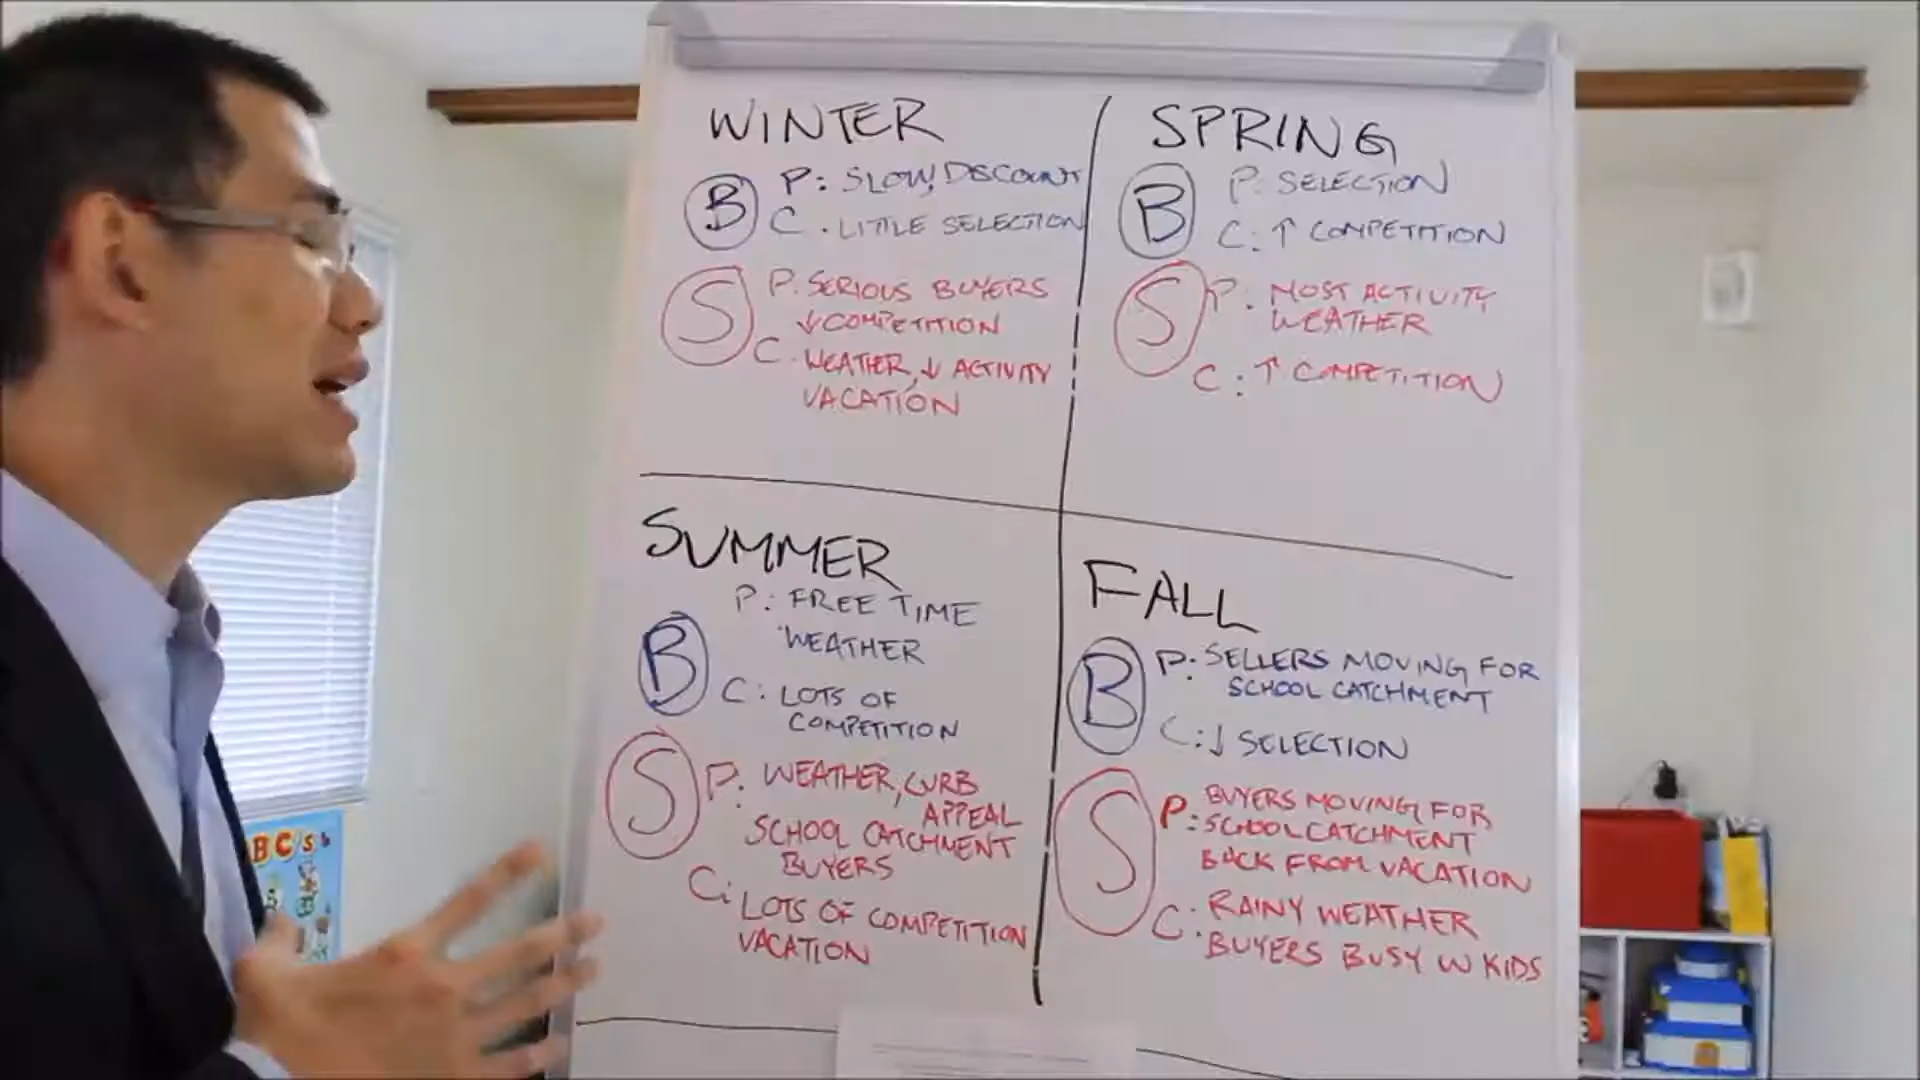 WINTER
B
P: SLOW, DISCOUNT
C. LITTLE SELECTION
S
P. SERIOUS BUYERS
↓ COMPETITION
C. WEATHER, ↓ ACTIVITY
VACATION
SPRING
B
P: SELECTION
C: ↑ COMPETITION
S
P: MOST ACTIVITY
WEATHER
C: ↑ COMPETITION
SUMMER
P: FREE TIME
WEATHER
B
C: LOTS OF
COMPETITION
S
P: WEATHER, CURB
APPEAL
SCHOOL CATCHMENT
BUYERS
C: LOTS OF COMPETITION
VACATION
FALL
B
P: SELLERS MOVING FOR
SCHOOL CATCHMENT
C: ↓ SELECTION
S
P: BUYERS MOVING FOR
SCHOOL CATCHMENT
BACK FROM VACATION
C: RAINY WEATHER
BUYERS BUSY W KIDS
BC's